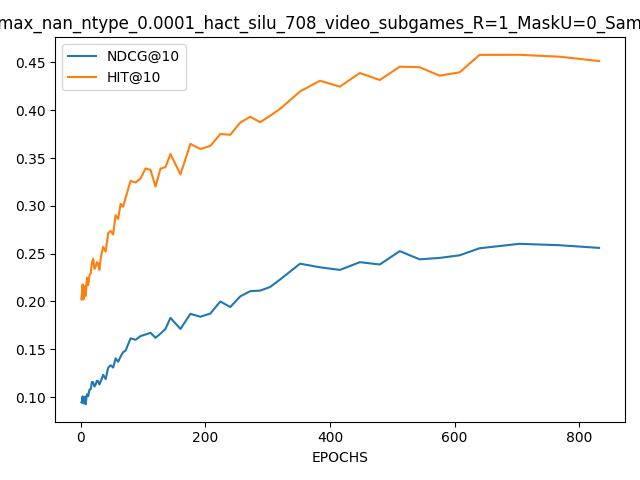 max_nan_ntype_0.0001_hact_silu_708_video_subgames_R=1_MaskU=0_Sam
NDCG@10
HIT@10
0.45
0.40
0.35
0.30
0.25
0.20
0.15
0.10
0 200 400 600 800
EPOCHS